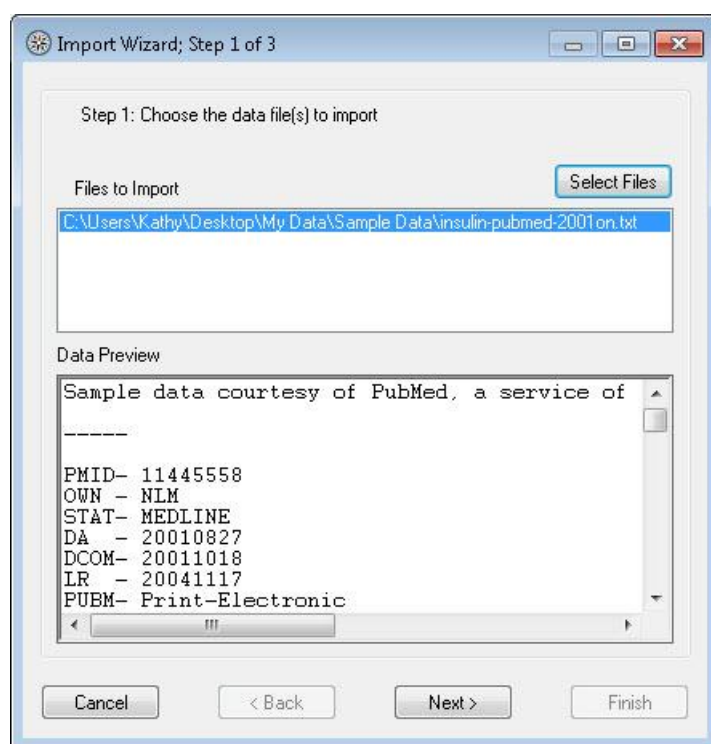 Import Wizard; Step 1 of 3
Step 1: Choose the data file(s) to import
Files to Import
Select Files
C:\Users\Kathy\Desktop\My Data\Sample Data\insulin-pubmed-2001on.txt
Data Preview
Sample data courtesy of PubMed, a service of
-----
PMID- 11445558
OWN - NLM
STAT- MEDLINE
DA  - 20010827
DCOM- 20011018
LR  - 20041117
PUBM- Print-Electronic
Cancel
< Back
Next >
Finish